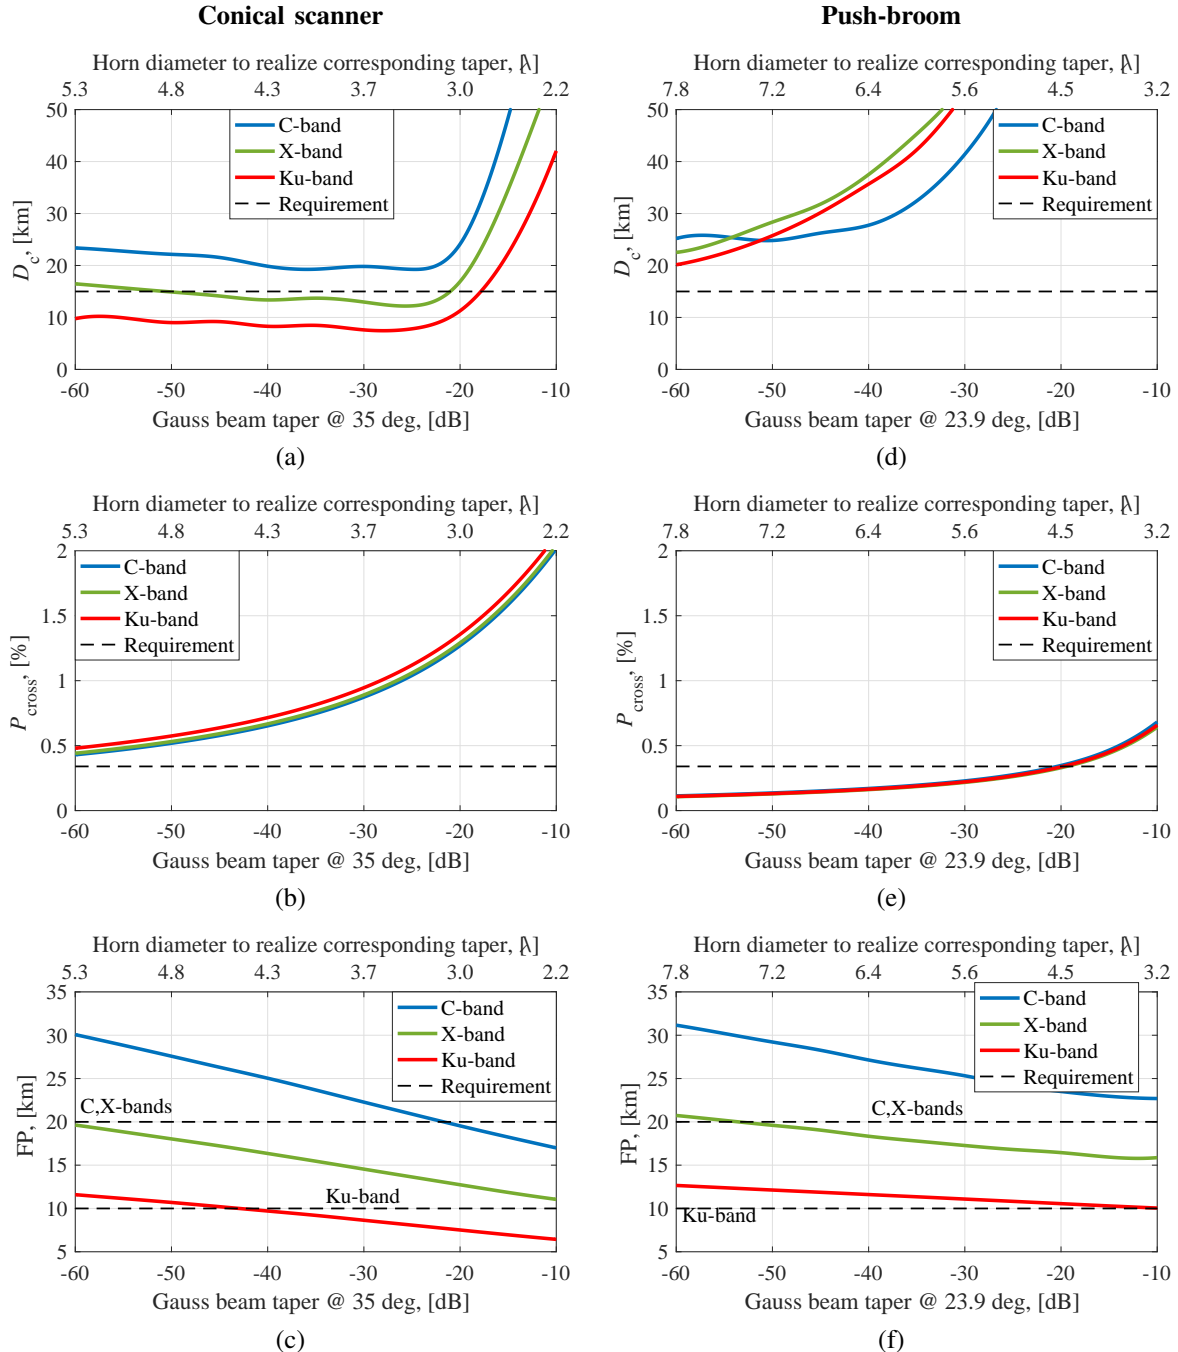 Conical scanner
Push-broom
Horn diameter to realize corresponding taper, [λ]
5.3 4.8 4.3 3.7 3.0 2.2
50
40
30
20
10
0
D_c, [km]
C-band
X-band
Ku-band
Requirement
-60 -50 -40 -30 -20 -10
Gauss beam taper @ 35 deg, [dB]
(a)
Horn diameter to realize corresponding taper, [λ]
7.8 7.2 6.4 5.6 4.5 3.2
50
40
30
20
10
0
D_c, [km]
C-band
X-band
Ku-band
Requirement
-60 -50 -40 -30 -20 -10
Gauss beam taper @ 23.9 deg, [dB]
(d)
Horn diameter to realize corresponding taper, [λ]
5.3 4.8 4.3 3.7 3.0 2.2
2
1.5
1
0.5
0
P_cross, [%]
C-band
X-band
Ku-band
Requirement
-60 -50 -40 -30 -20 -10
Gauss beam taper @ 35 deg, [dB]
(b)
Horn diameter to realize corresponding taper, [λ]
7.8 7.2 6.4 5.6 4.5 3.2
2
1.5
1
0.5
0
P_cross, [%]
C-band
X-band
Ku-band
Requirement
-60 -50 -40 -30 -20 -10
Gauss beam taper @ 23.9 deg, [dB]
(e)
Horn diameter to realize corresponding taper, [λ]
5.3 4.8 4.3 3.7 3.0 2.2
35
30
25
20
15
10
5
FP, [km]
C-band
X-band
Ku-band
Requirement
C,X-bands
Ku-band
-60 -50 -40 -30 -20 -10
Gauss beam taper @ 35 deg, [dB]
(c)
Horn diameter to realize corresponding taper, [λ]
7.8 7.2 6.4 5.6 4.5 3.2
35
30
25
20
15
10
5
FP, [km]
C-band
X-band
Ku-band
Requirement
C,X-bands
Ku-band
-60 -50 -40 -30 -20 -10
Gauss beam taper @ 23.9 deg, [dB]
(f)